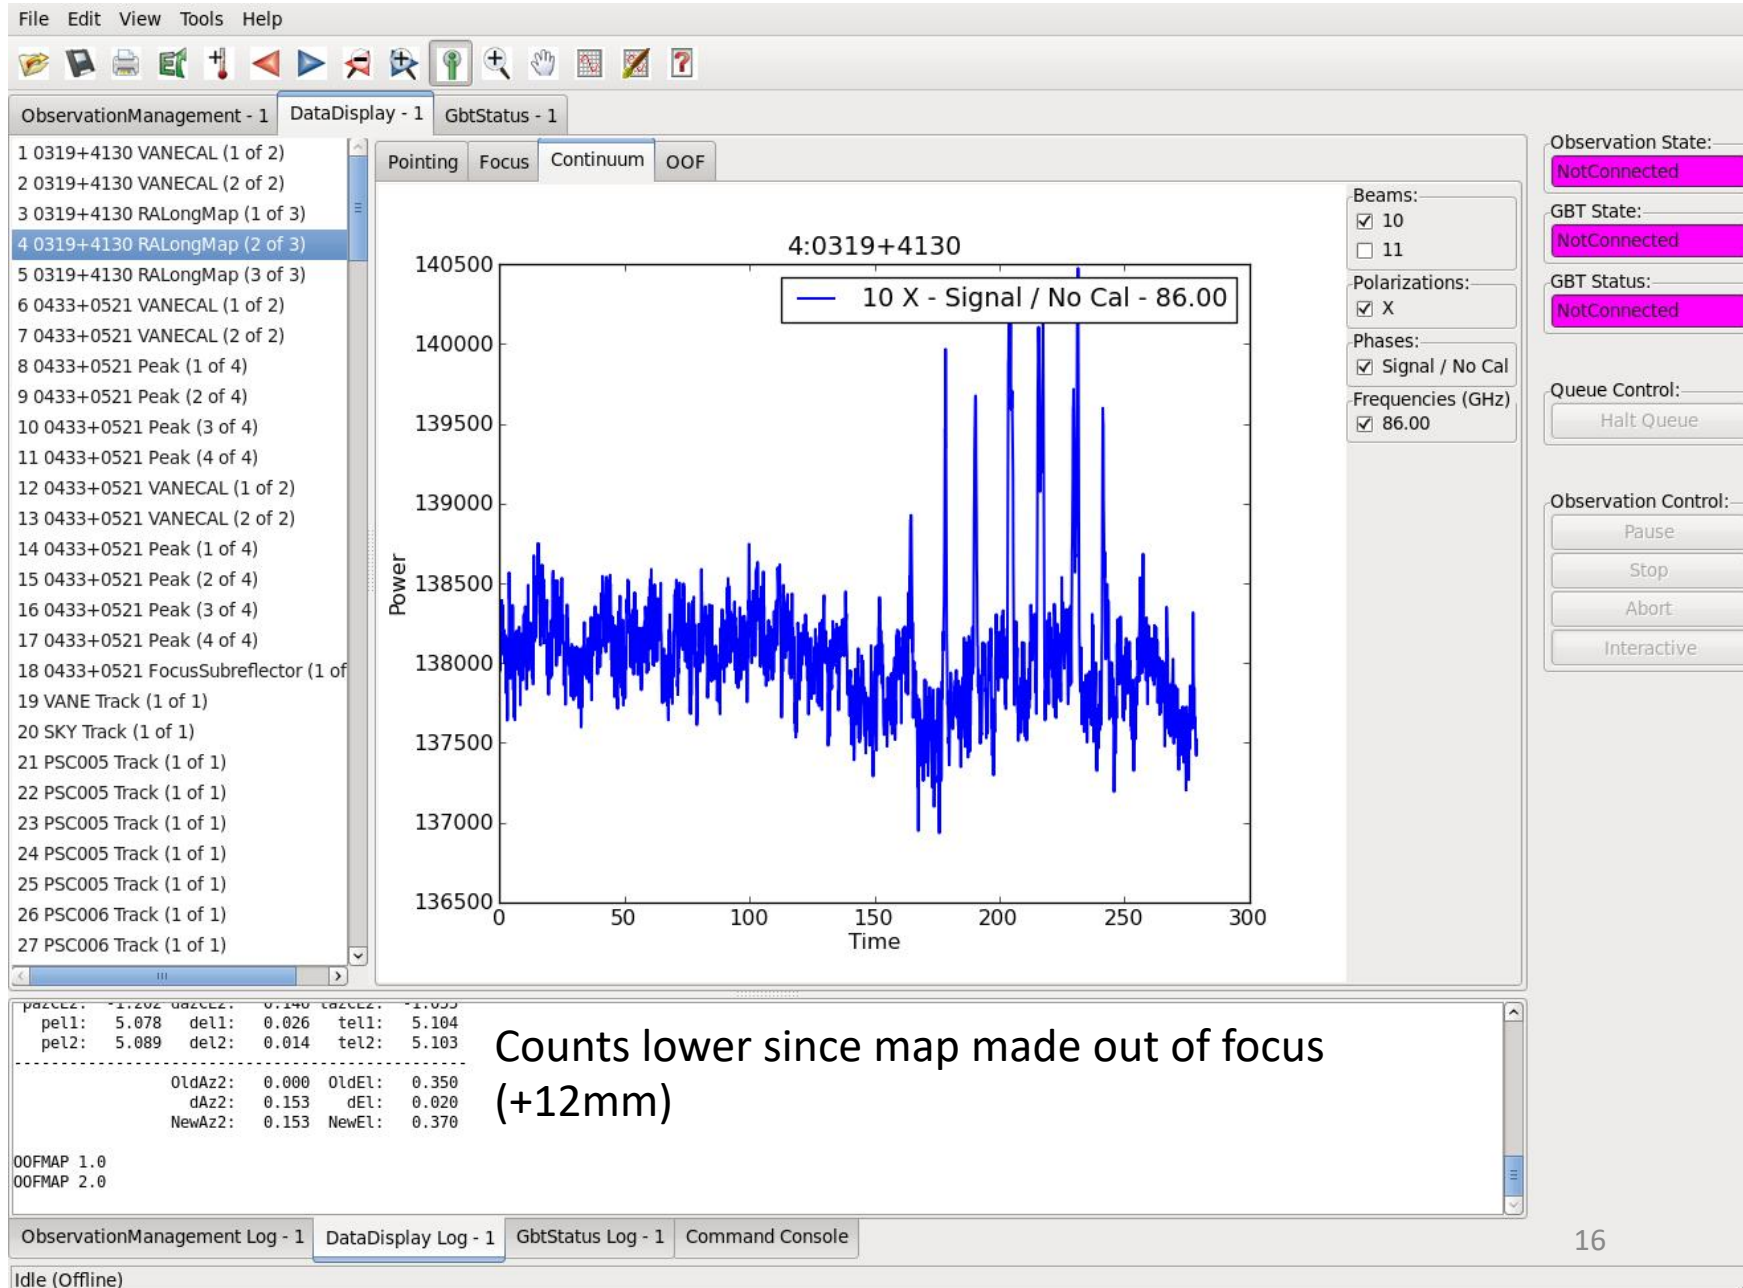 File Edit View Tools Help
ObservationManagement - 1 DataDisplay - 1 GbtStatus - 1
1 0319+4130 VANECAL (1 of 2)
2 0319+4130 VANECAL (2 of 2)
3 0319+4130 RALongMap (1 of 3)
4 0319+4130 RALongMap (2 of 3)
5 0319+4130 RALongMap (3 of 3)
6 0433+0521 VANECAL (1 of 2)
7 0433+0521 VANECAL (2 of 2)
8 0433+0521 Peak (1 of 4)
9 0433+0521 Peak (2 of 4)
10 0433+0521 Peak (3 of 4)
11 0433+0521 Peak (4 of 4)
12 0433+0521 VANECAL (1 of 2)
13 0433+0521 VANECAL (2 of 2)
14 0433+0521 Peak (1 of 4)
15 0433+0521 Peak (2 of 4)
16 0433+0521 Peak (3 of 4)
17 0433+0521 Peak (4 of 4)
18 0433+0521 FocusSubreflector (1 of
19 VANE Track (1 of 1)
20 SKY Track (1 of 1)
21 PSC005 Track (1 of 1)
22 PSC005 Track (1 of 1)
23 PSC005 Track (1 of 1)
24 PSC005 Track (1 of 1)
25 PSC005 Track (1 of 1)
26 PSC006 Track (1 of 1)
27 PSC006 Track (1 of 1)
Pointing Focus Continuum OOF
4:0319+4130
10 X - Signal / No Cal - 86.00
140500
140000
139500
139000
138500
138000
137500
137000
136500
Power
0 50 100 150 200 250 300
Time
Beams:
10
11
Polarizations:
X
Phases:
Signal / No Cal
Frequencies (GHz)
86.00
Observation State:
NotConnected
GBT State:
NotConnected
GBT Status:
NotConnected
Queue Control:
Halt Queue
Observation Control:
Pause
Stop
Abort
Interactive
pel1: 5.078 del1: 0.026 tel1: 5.104
pel2: 5.089 del2: 0.014 tel2: 5.103
OldAz2: 0.000 OldEl: 0.350
dAz2: 0.153 dEl: 0.020
NewAz2: 0.153 NewEl: 0.370
OOFMAP 1.0
OOFMAP 2.0
Counts lower since map made out of focus
(+12mm)
ObservationManagement Log - 1 DataDisplay Log - 1 GbtStatus Log - 1 Command Console
16
Idle (Offline)